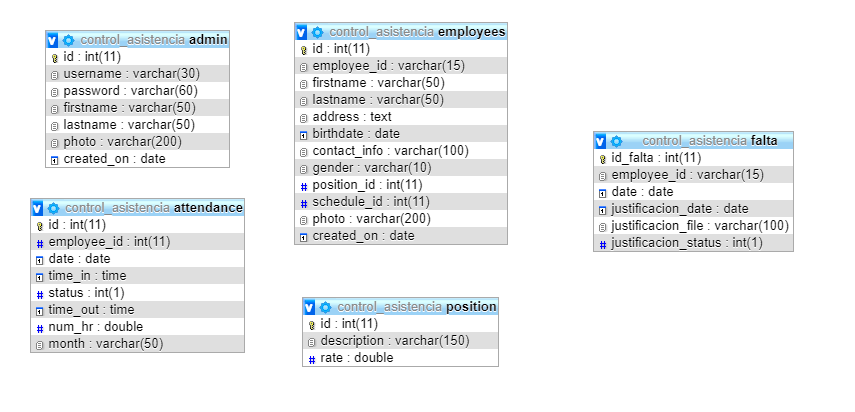 control_asistencia admin
id : int(11)
username : varchar(30)
password : varchar(60)
firstname : varchar(50)
lastname : varchar(50)
photo : varchar(200)
created_on : date
control_asistencia attendance
id : int(11)
employee_id : int(11)
date : date
time_in : time
status : int(1)
time_out : time
num_hr : double
month : varchar(50)
control_asistencia employees
id : int(11)
employee_id : varchar(15)
firstname : varchar(50)
lastname : varchar(50)
address : text
birthdate : date
contact_info : varchar(100)
gender : varchar(10)
position_id : int(11)
schedule_id : int(11)
photo : varchar(200)
created_on : date
control_asistencia position
id : int(11)
description : varchar(150)
rate : double
control_asistencia falta
id_falta : int(11)
employee_id : varchar(15)
date : date
justificacion_date : date
justificacion_file : varchar(100)
justificacion_status : int(1)